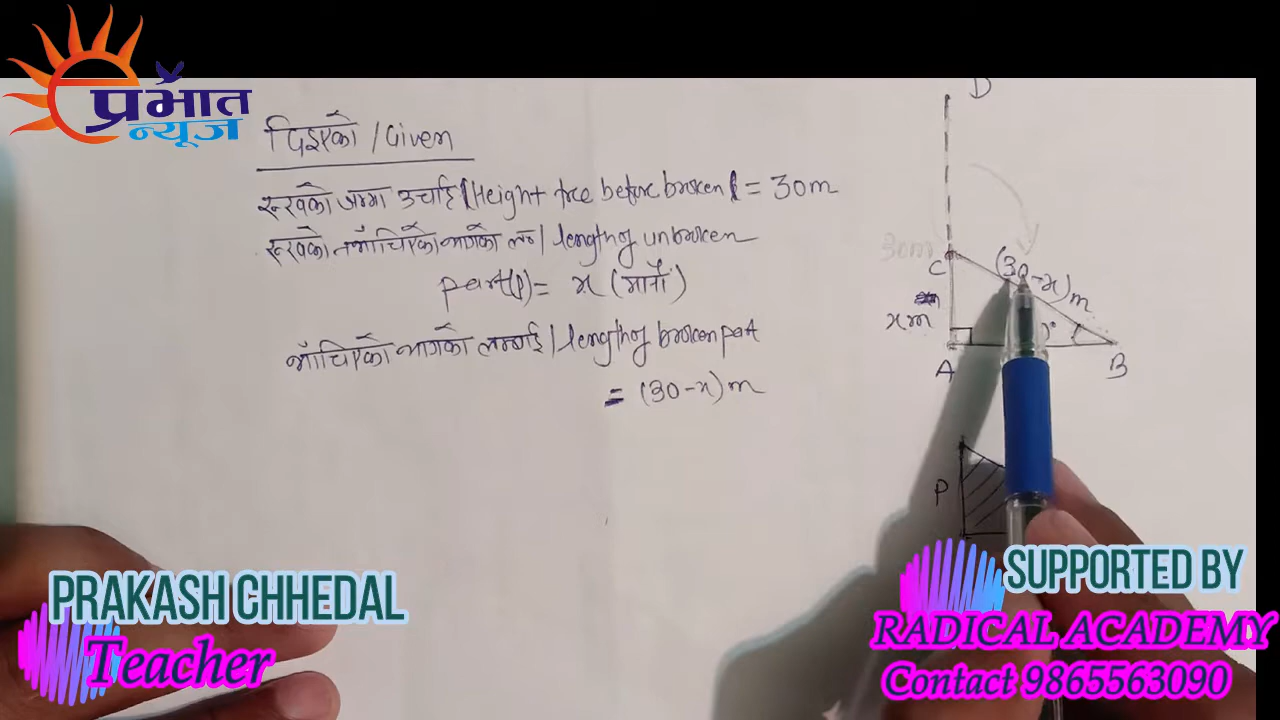 प्रभात
न्यूज
दिइएको / Given
रूखको जम्मा उचाई (Height tree before broken) = 30m
रूखको नभाँचिएको भागको लम्बाई / length of unbroken
part(p) = x (मानौं)
भाँचिएको भागको लम्बाई / length of broken part
= (30-x) m
D
30m
C
(30-x) m
x m
A
B
P
PRAKASH CHHEDAL
Teacher
SUPPORTED BY
RADICAL ACADEMY
Contact 9865563090